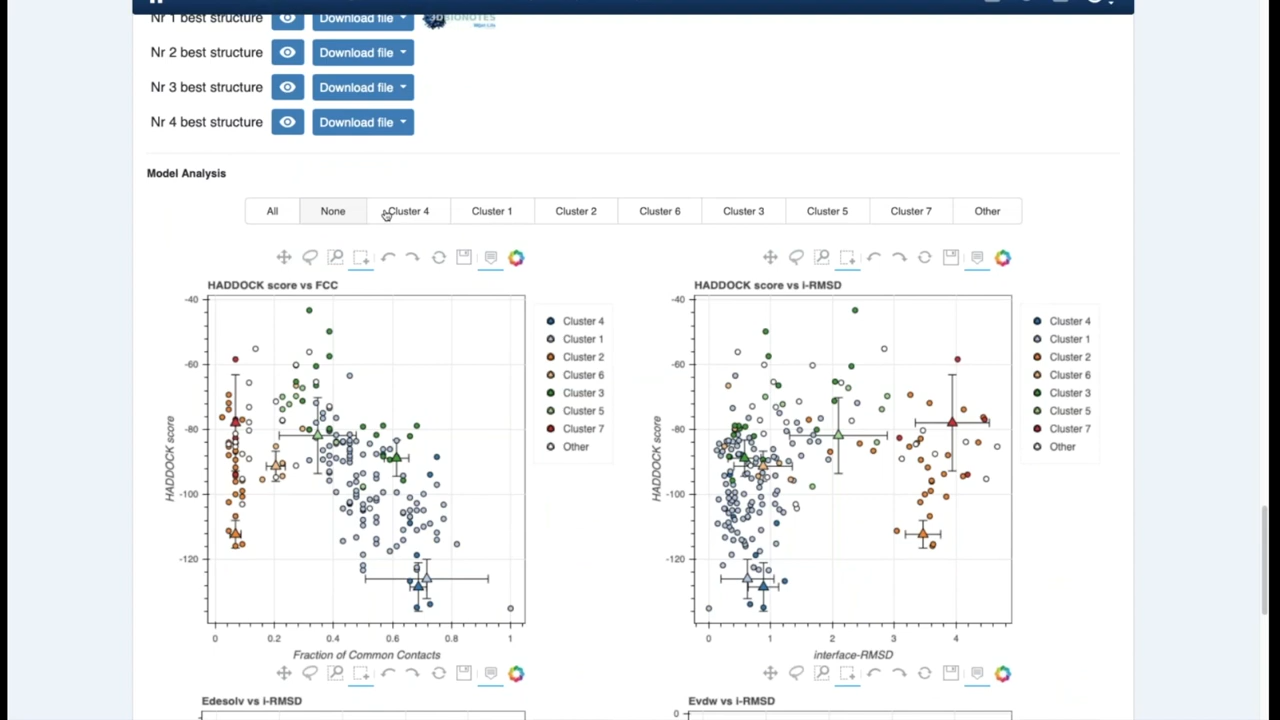 Nr 1 best structure Download file BIONOTES
Nr 2 best structure Download file
Nr 3 best structure Download file
Nr 4 best structure Download file
Model Analysis
All None Cluster 4 Cluster 1 Cluster 2 Cluster 6 Cluster 3 Cluster 5 Cluster 7 Other
HADDOCK score vs FCC
-40
-60
-80
-100
-120
HADDOCK score
0 0.2 0.4 0.6 0.8 1
Fraction of Common Contacts
Cluster 4
Cluster 1
Cluster 2
Cluster 6
Cluster 3
Cluster 5
Cluster 7
Other
HADDOCK score vs i-RMSD
-40
-60
-80
-100
-120
HADDOCK score
0 1 2 3 4
interface-RMSD
Cluster 4
Cluster 1
Cluster 2
Cluster 6
Cluster 3
Cluster 5
Cluster 7
Other
Edesolv vs i-RMSD
Evdw vs i-RMSD
0